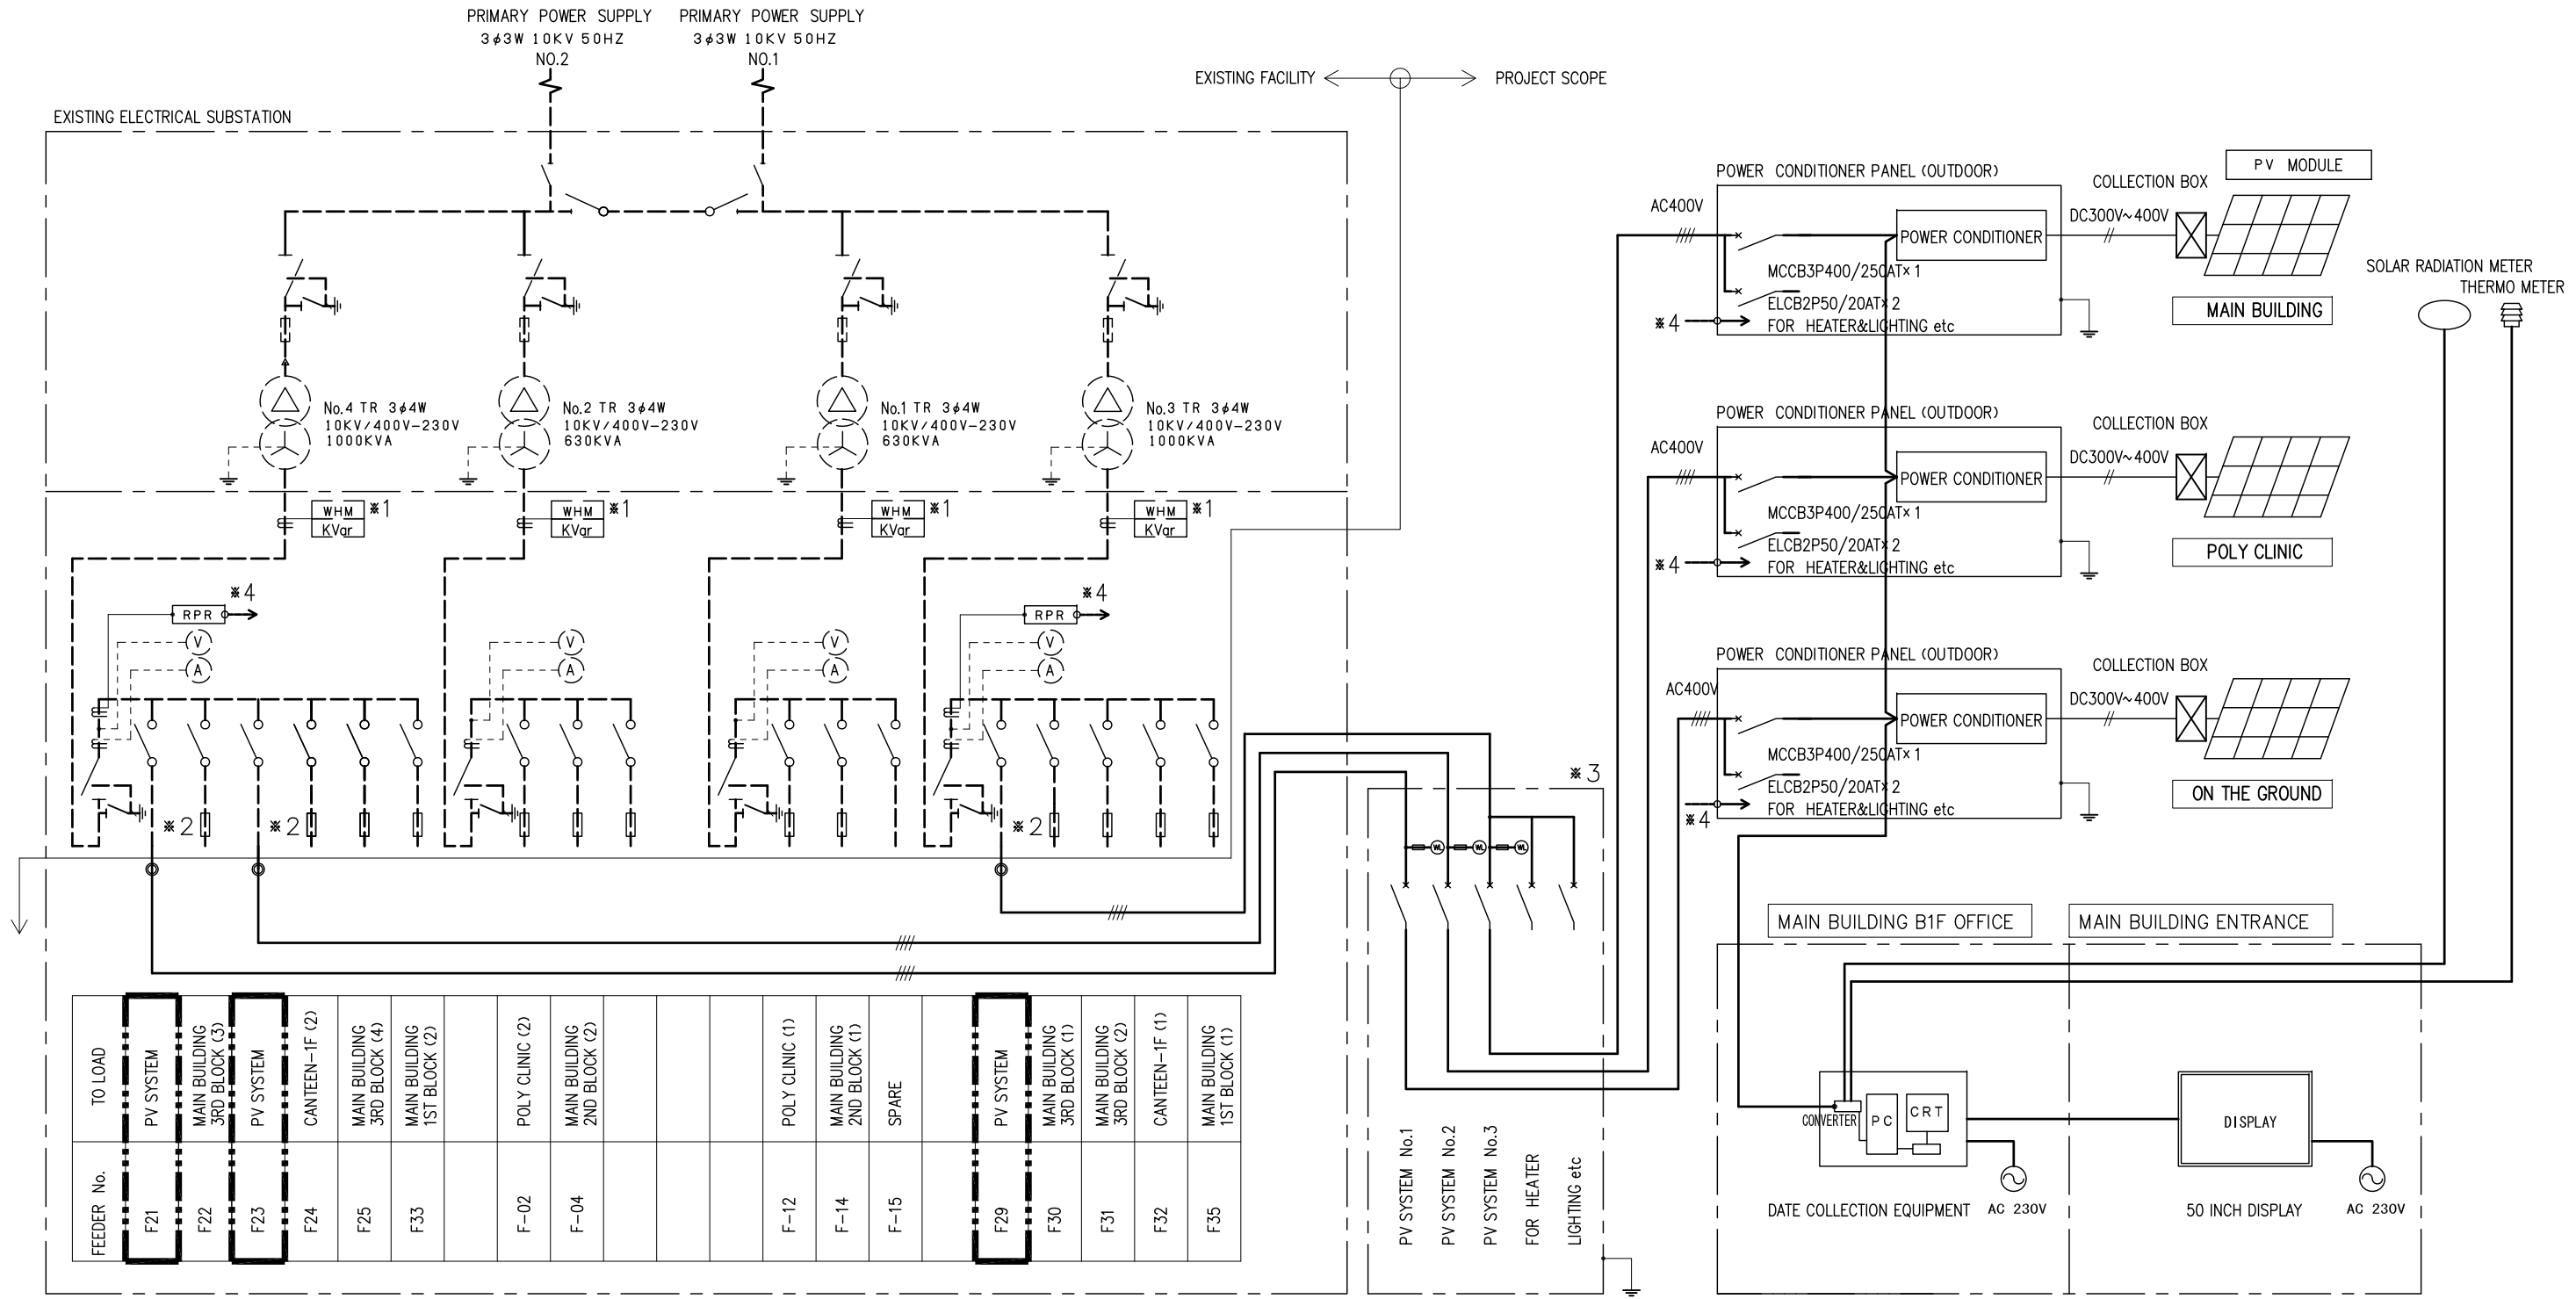 PRIMARY POWER SUPPLY
3φ3W 10KV 50HZ
NO.2
PRIMARY POWER SUPPLY
3φ3W 10KV 50HZ
NO.1
EXISTING FACILITY
PROJECT SCOPE
EXISTING ELECTRICAL SUBSTATION
No.4 TR 3φ4W
10KV/400V-230V
1000KVA
No.2 TR 3φ4W
10KV/400V-230V
630KVA
No.1 TR 3φ4W
10KV/400V-230V
630KVA
No.3 TR 3φ4W
10KV/400V-230V
1000KVA
WHM
KVar
※1
WHM
KVar
※1
WHM
KVar
※1
WHM
KVar
※1
RPR
※4
V
A
V
A
V
A
RPR
※4
V
A
※2
※2
※2
※3
WL
WL
WL
PV SYSTEM No.1
PV SYSTEM No.2
PV SYSTEM No.3
FOR HEATER
LIGHTING etc
TO LOAD
PV SYSTEM
MAIN BUILDING
3RD BLOCK (3)
PV SYSTEM
CANTEEN-1F (2)
MAIN BUILDING
3RD BLOCK (4)
MAIN BUILDING
1ST BLOCK (2)
POLY CLINIC (2)
MAIN BUILDING
2ND BLOCK (2)
POLY CLINIC (1)
MAIN BUILDING
2ND BLOCK (1)
SPARE
PV SYSTEM
MAIN BUILDING
3RD BLOCK (1)
MAIN BUILDING
3RD BLOCK (2)
CANTEEN-1F (1)
MAIN BUILDING
1ST BLOCK (1)
FEEDER No.
F21
F22
F23
F24
F25
F33
F-02
F-04
F-12
F-14
F-15
F29
F30
F31
F32
F35
POWER CONDITIONER PANEL (OUTDOOR)
AC400V
POWER CONDITIONER
MCCB3P400/250AT×1
ELCB2P50/20AT×2
FOR HEATER&LIGHTING etc
※4
COLLECTION BOX
DC300V~400V
PV MODULE
MAIN BUILDING
POWER CONDITIONER PANEL (OUTDOOR)
AC400V
POWER CONDITIONER
MCCB3P400/250AT×1
ELCB2P50/20AT×2
FOR HEATER&LIGHTING etc
※4
COLLECTION BOX
DC300V~400V
POLY CLINIC
POWER CONDITIONER PANEL (OUTDOOR)
AC400V
POWER CONDITIONER
MCCB3P400/250AT×1
ELCB2P50/20AT×2
FOR HEATER&LIGHTING etc
※4
COLLECTION BOX
DC300V~400V
ON THE GROUND
SOLAR RADIATION METER
THERMO METER
MAIN BUILDING B1F OFFICE
MAIN BUILDING ENTRANCE
CONVERTER
PC
CRT
DISPLAY
DATE COLLECTION EQUIPMENT
AC 230V
50 INCH DISPLAY
AC 230V